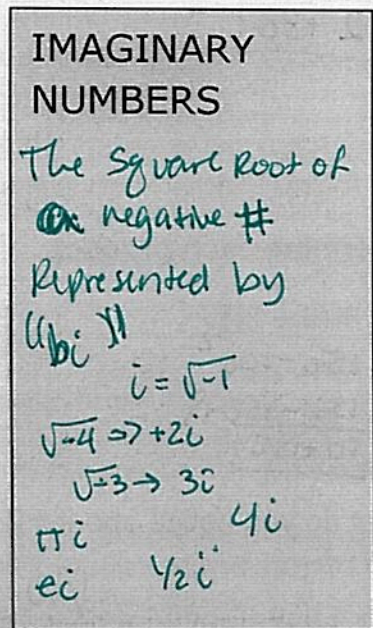 IMAGINARY
NUMBERS
The Square Root of
a negative #
Represented by
"bi"
i = √-1
√-4 => +2i
√-3 → 3i
πi 4i
ei 1/2 i